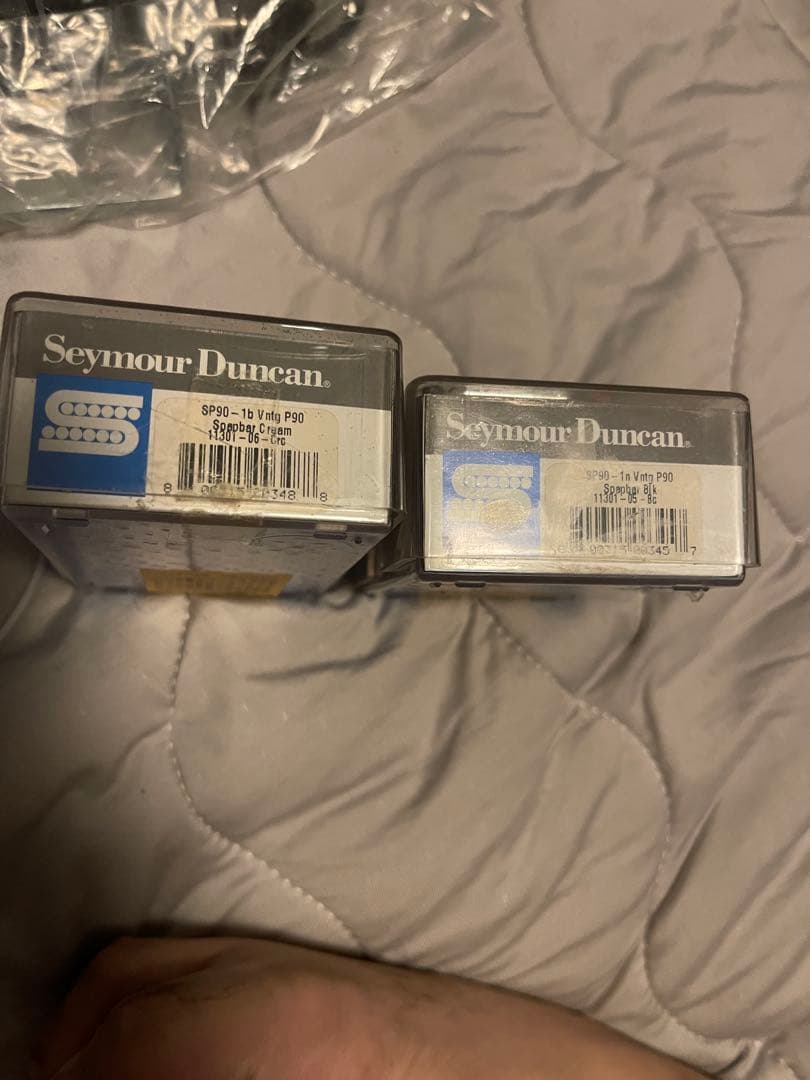 Seymour Duncan®
SP90-1b Vntg P90
Soapbar Cream
11301-06-Crc
Seymour Duncan®
SP90-1n Vntg P90
Soapbar Blk
11301-05-Bc